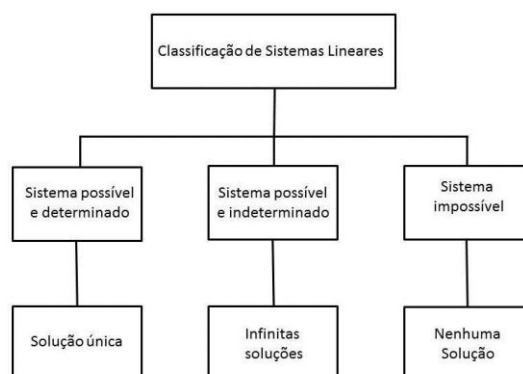 Classificação de Sistemas Lineares
Sistema possível
e determinado
Sistema possível
e indeterminado
Sistema
impossível
Solução única
Infinitas
soluções
Nenhuma
Solução